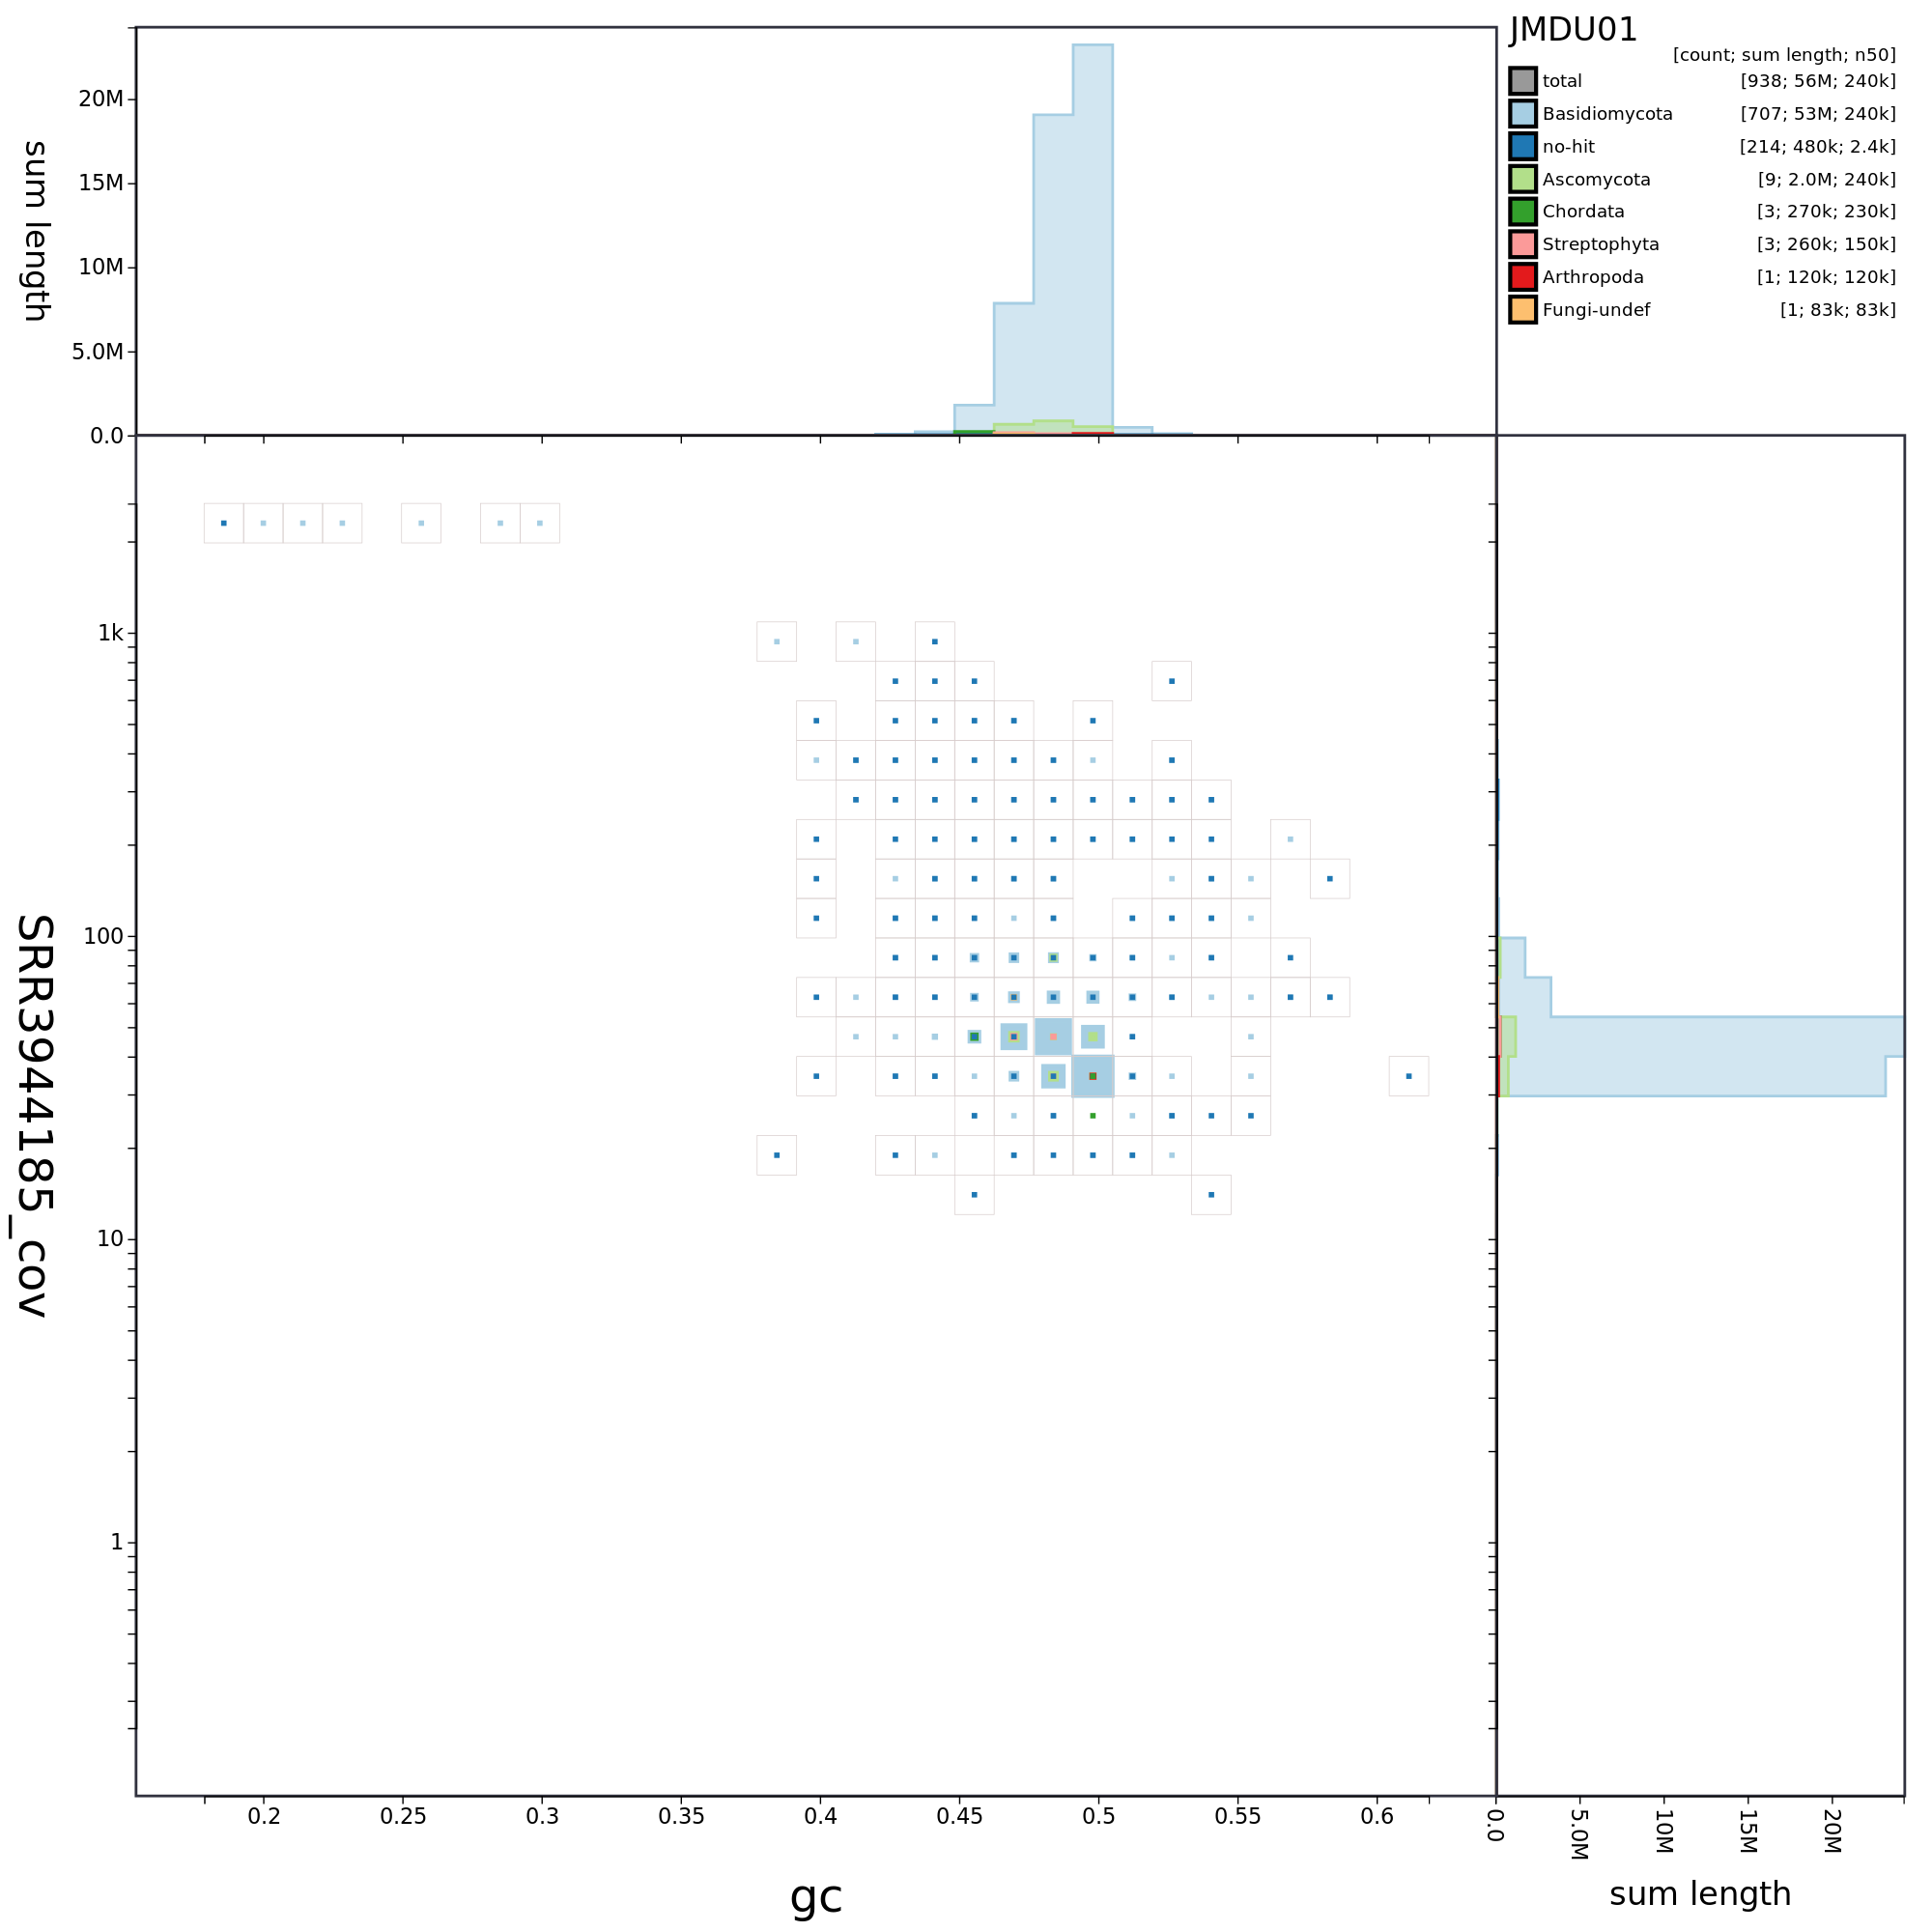 JMDU01
[count; sum length; n50]
total [938; 56M; 240k]
Basidiomycota [707; 53M; 240k]
no-hit [214; 480k; 2.4k]
Ascomycota [9; 2.0M; 240k]
Chordata [3; 270k; 230k]
Streptophyta [3; 260k; 150k]
Arthropoda [1; 120k; 120k]
Fungi-undef [1; 83k; 83k]
sum length
20M
15M
10M
5.0M
0.0
SRR3944185_cov
1k
100
10
1
0.2 0.25 0.3 0.35 0.4 0.45 0.5 0.55 0.6
gc
0.0 5.0M 10M 15M 20M
sum length